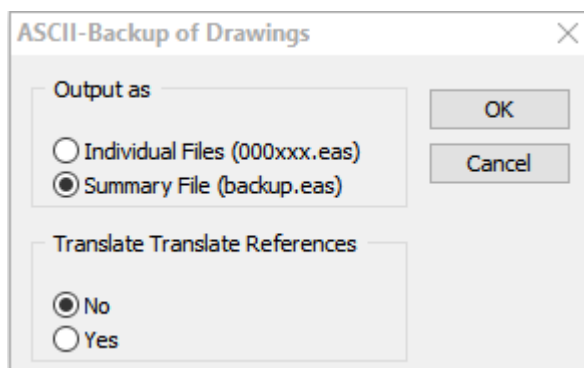 ASCII-Backup of Drawings
Output as
Individual Files (000xxx.eas)
Summary File (backup.eas)
OK
Cancel
Translate Translate References
No
Yes